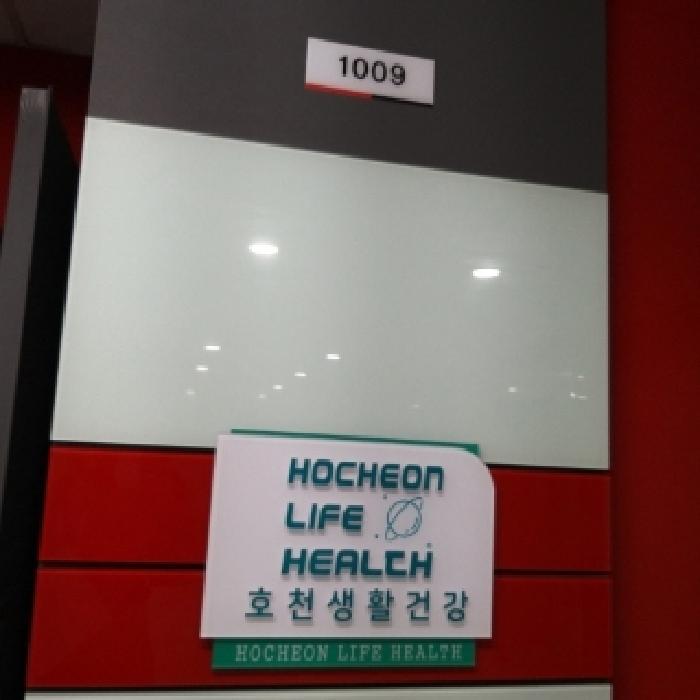 1009
HOCHEON
LIFE
HEALTH
호천생활건강
HOCHEON LIFE HEALTH